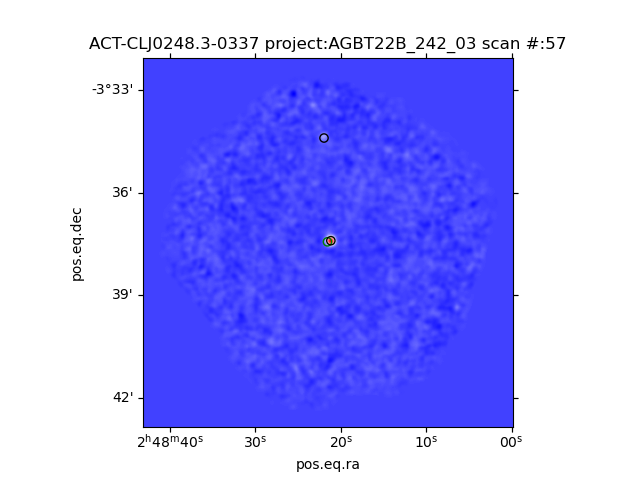 ACT-CLJ0248.3-0337 project:AGBT22B_242_03 scan #:57
-3°33'
36'
39'
42'
pos.eq.dec
2ʰ48ᵐ40ˢ 30ˢ 20ˢ 10ˢ 00ˢ
pos.eq.ra